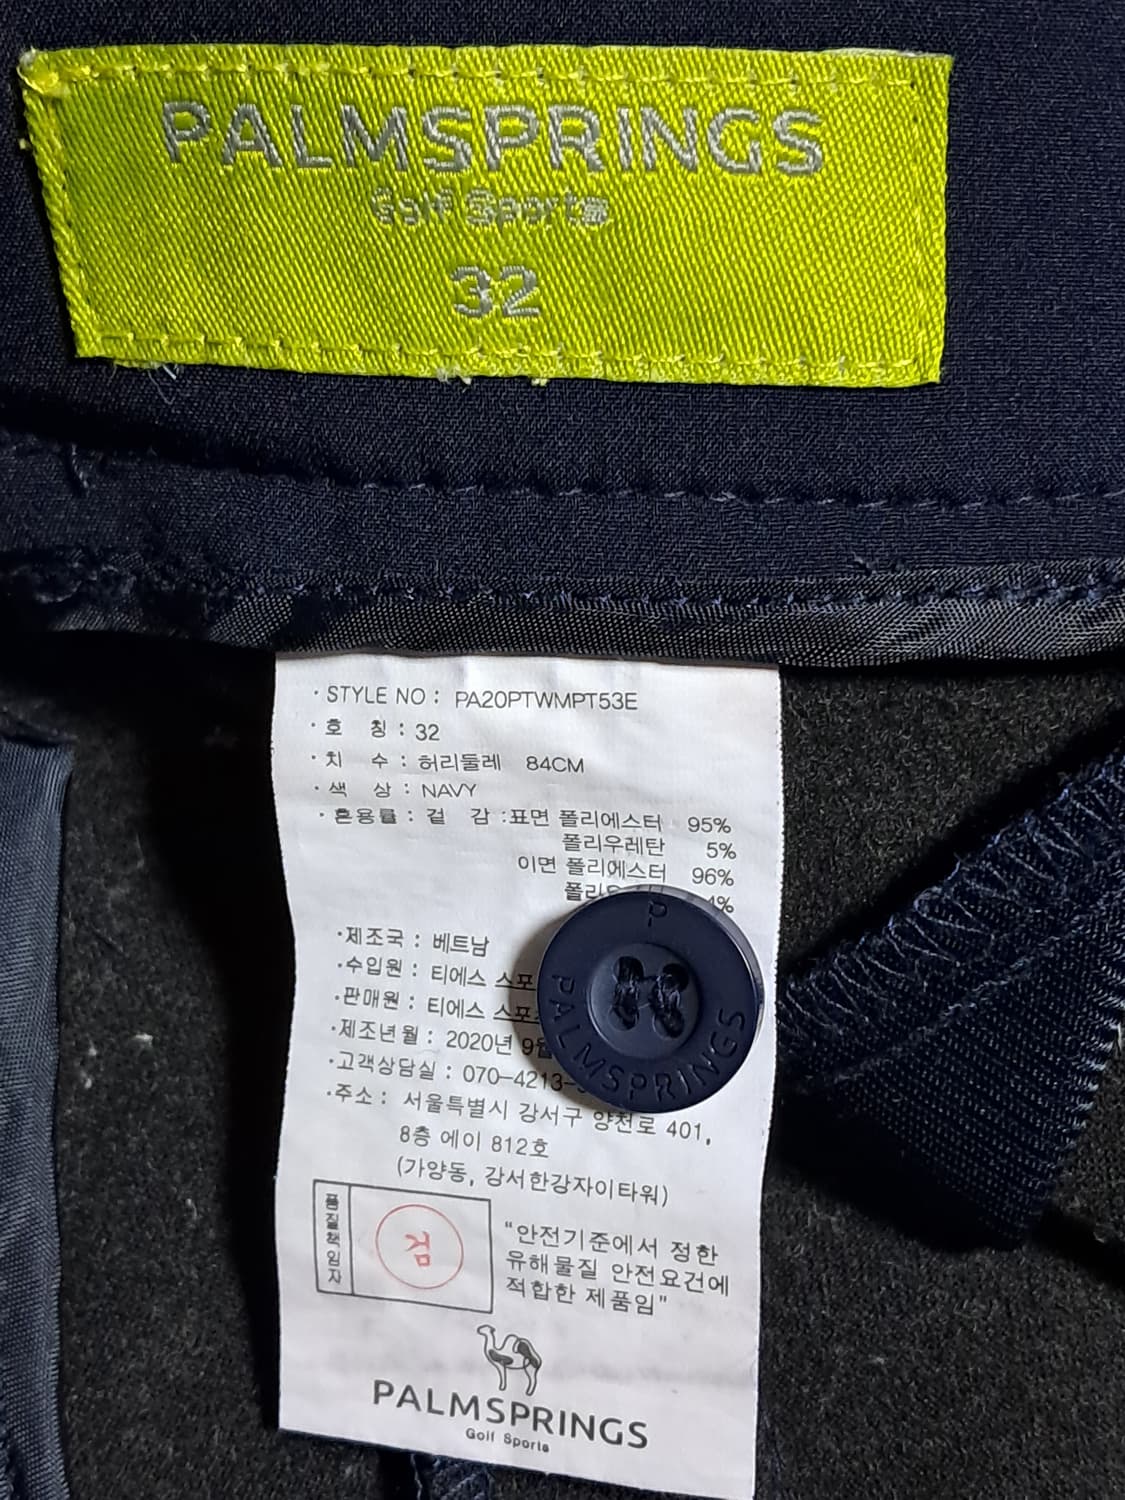 PALMSPRINGS
Golf Sports
32
· STYLE NO : PA20PTWMPT53E
· 호 칭 : 32
· 치 수 : 허리둘레 84CM
· 색 상 : NAVY
· 혼용률 : 겉 감 : 표면 폴리에스터 95%
폴리우레탄 5%
이면 폴리에스터 96%
4%
· 제조국 : 베트남
· 수입원 : 티에스
· 판매원 : 티에스
· 제조년월 : 2020년 9월
· 고객상담실 : 070-4213-
· 주소 : 서울특별시 강서구 양천로 401,
8층 에이 812호
(가양동, 강서한강자이타워)
품질책임자
검
"안전기준에서 정한
유해물질 안전요건에
적합한 제품임"
PALMSPRINGS
Golf Sports
P
PALMSPRINGS